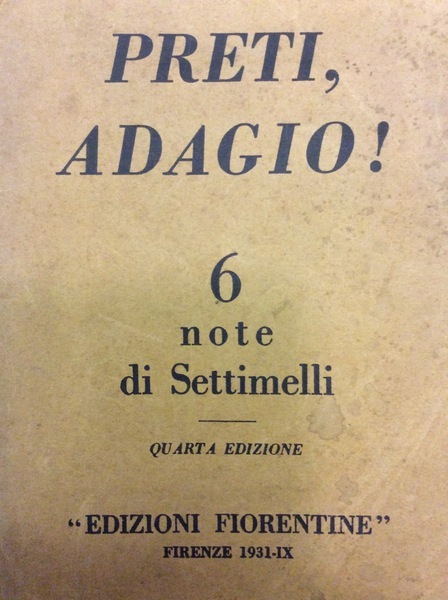 PRETI,
ADAGIO!
6
note
di Settimelli
QUARTA EDIZIONE
"EDIZIONI FIORENTINE"
FIRENZE 1931-IX